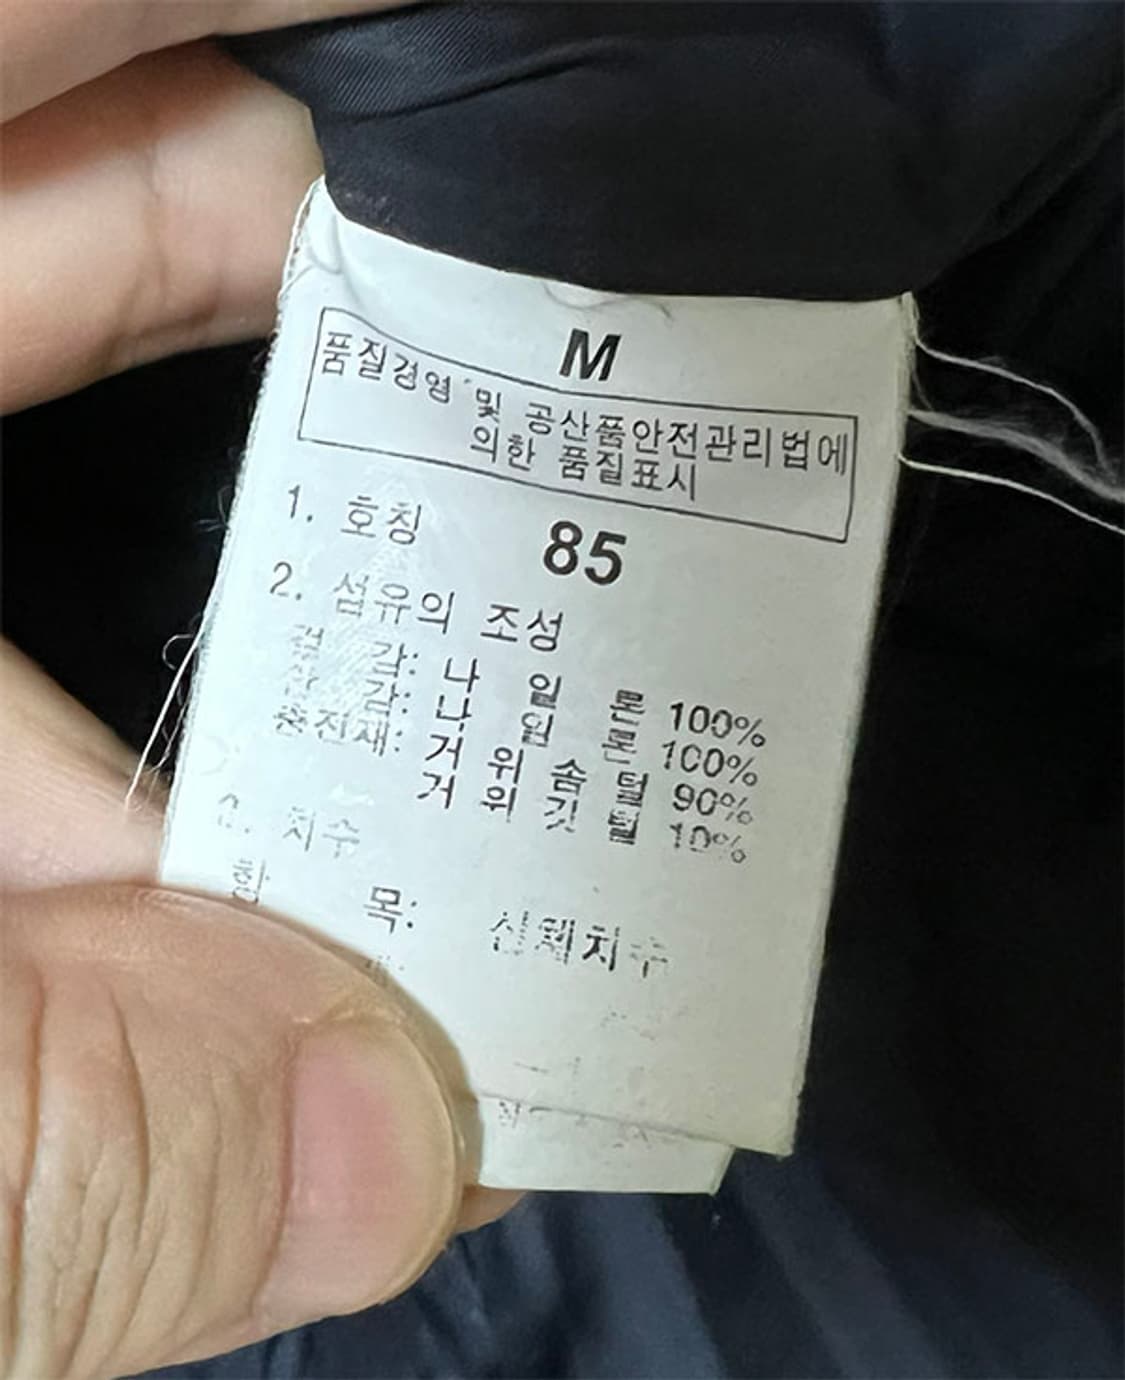 M
품질경영 및 공산품안전관리법에
의한 품질표시
1. 호칭 85
2. 섬유의 조성
겉 감: 나 일 론 100%
안 감: 나 일 론 100%
충전재: 거 위 솜 털 90%
거 위 깃 털 10%
3. 치수
항 목: 신체치수